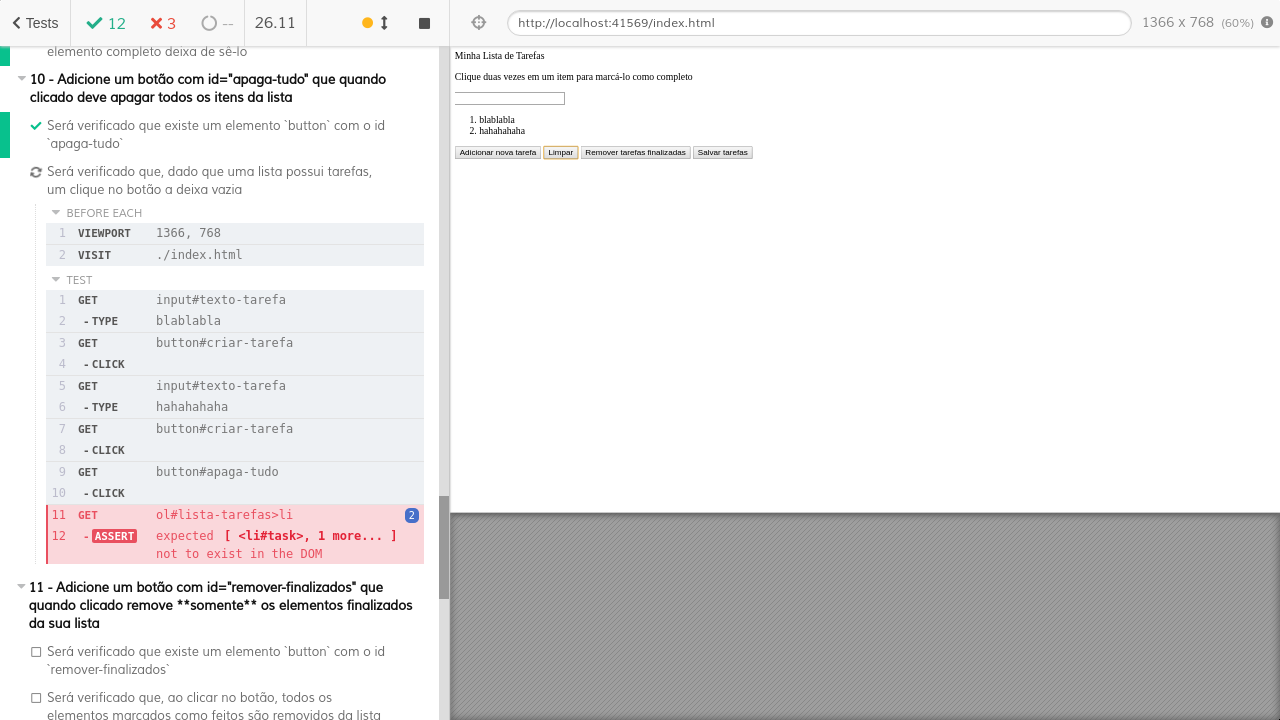 Tests
12
3
--
26.11
http://localhost:41569/index.html
1366 x 768 (60%)
elemento completo deixa de sê-lo
10 - Adicione um botão com id="apaga-tudo" que quando
clicado deve apagar todos os itens da lista
Será verificado que existe um elemento `button` com o id
`apaga-tudo`
Será verificado que, dado que uma lista possui tarefas,
um clique no botão a deixa vazia
BEFORE EACH
1 VIEWPORT 1366, 768
2 VISIT ./index.html
TEST
1 GET input#texto-tarefa
2 -TYPE blablabla
3 GET button#criar-tarefa
4 -CLICK
5 GET input#texto-tarefa
6 -TYPE hahahahaha
7 GET button#criar-tarefa
8 -CLICK
9 GET button#apaga-tudo
10 -CLICK
11 GET ol#lista-tarefas>li 2
12 -ASSERT expected [ <li#task>, 1 more... ]
not to exist in the DOM
11 - Adicione um botão com id="remover-finalizados" que
quando clicado remove **somente** os elementos finalizados
da sua lista
Será verificado que existe um elemento `button` com o id
`remover-finalizados`
Será verificado que, ao clicar no botão, todos os
elementos marcados como feitos são removidos da lista
Minha Lista de Tarefas
Clique duas vezes em um item para marcá-lo como completo
1. blablabla
2. hahahahaha
Adicionar nova tarefa Limpar Remover tarefas finalizadas Salvar tarefas